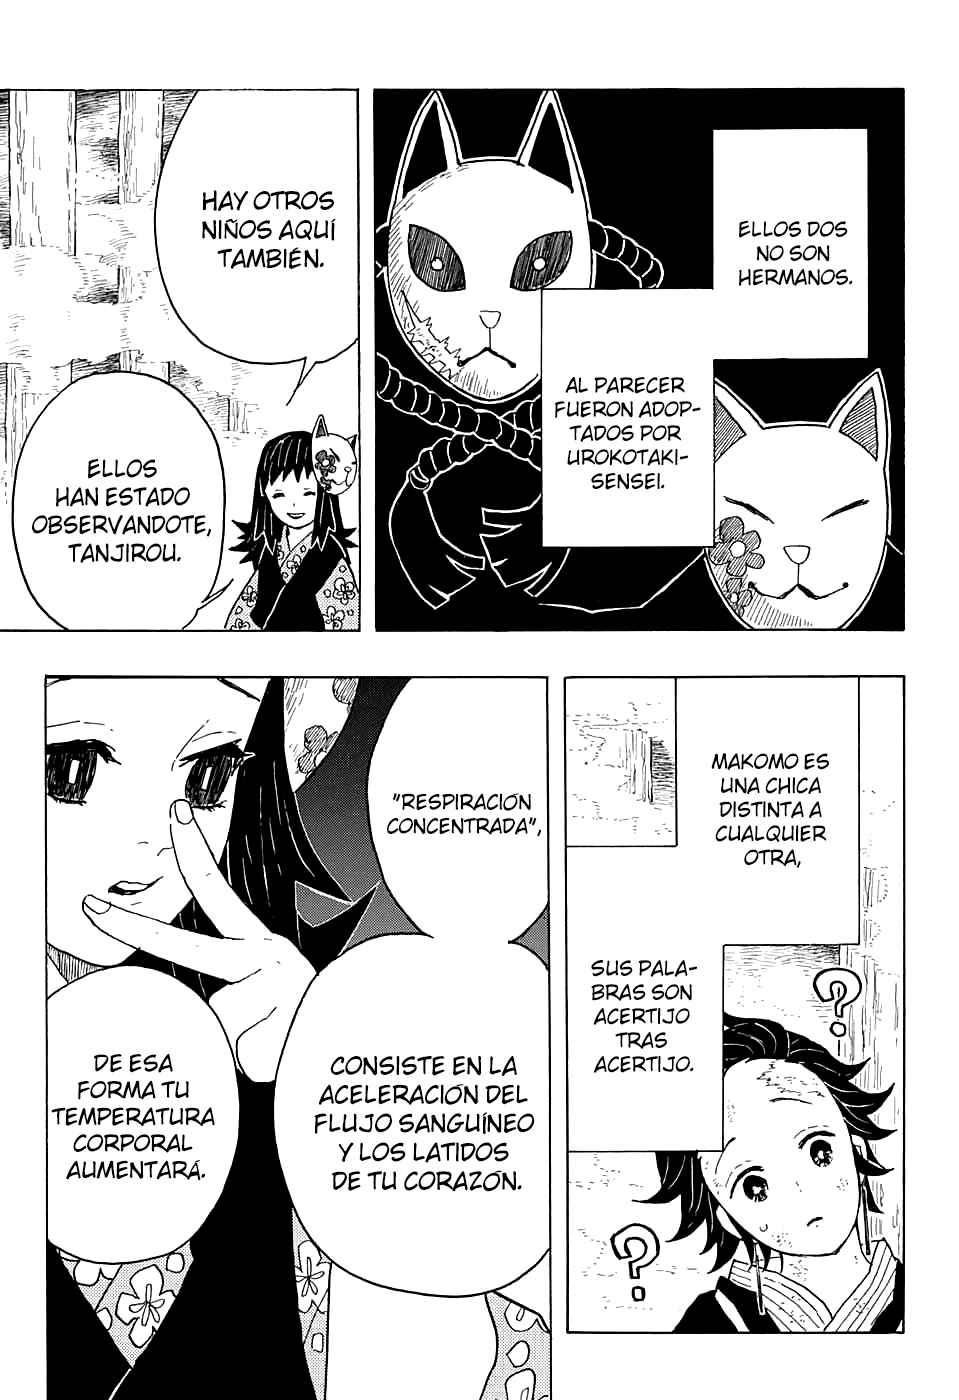 ELLOS DOS
NO SON
HERMANOS.
AL PARECER
FUERON ADOP-
TADOS POR
UROKOTAKI-
SENSEI.
HAY OTROS
NIÑOS AQUÍ
TAMBIÉN.
ELLOS
HAN ESTADO
OBSERVANDOTE,
TANJIROU.
MAKOMO ES
UNA CHICA
DISTINTA A
CUALQUIER
OTRA,
SUS PALA-
BRAS SON
ACERTIJO
TRAS
ACERTIJO.
?
?
"RESPIRACIÓN
CONCENTRADA",
CONSISTE EN LA
ACELERACIÓN DEL
FLUJO SANGUÍNEO
Y LOS LATIDOS
DE TU CORAZÓN.
DE ESA
FORMA TU
TEMPERATURA
CORPORAL
AUMENTARÁ.